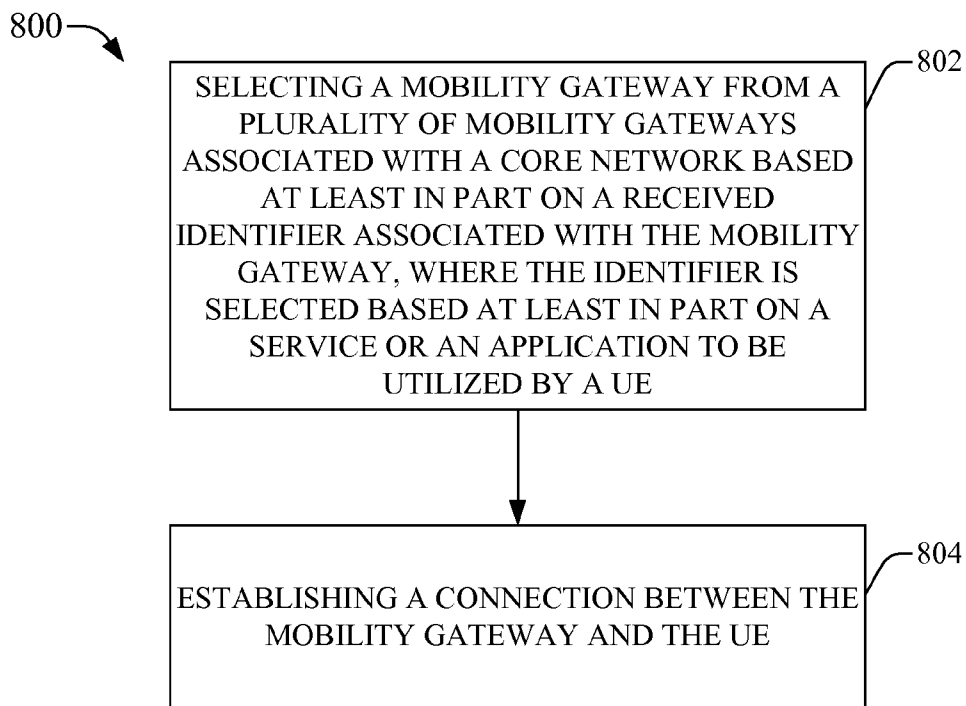 800
802
SELECTING A MOBILITY GATEWAY FROM A
PLURALITY OF MOBILITY GATEWAYS
ASSOCIATED WITH A CORE NETWORK BASED
AT LEAST IN PART ON A RECEIVED
IDENTIFIER ASSOCIATED WITH THE MOBILITY
GATEWAY, WHERE THE IDENTIFIER IS
SELECTED BASED AT LEAST IN PART ON A
SERVICE OR AN APPLICATION TO BE
UTILIZED BY A UE
804
ESTABLISHING A CONNECTION BETWEEN THE
MOBILITY GATEWAY AND THE UE